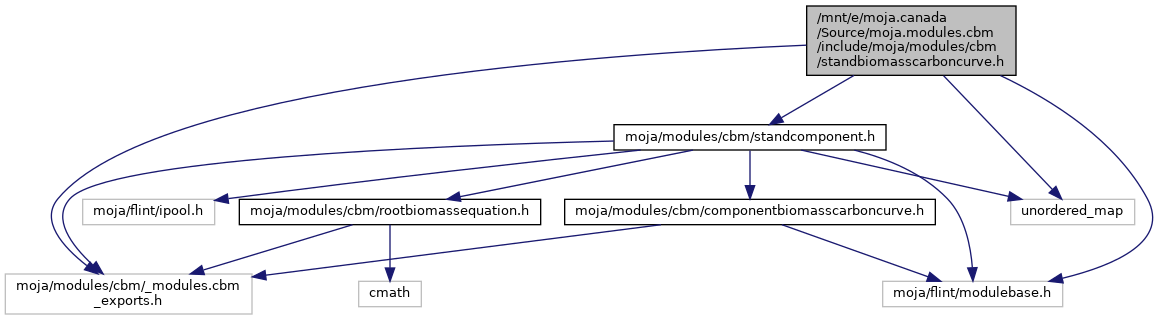 /mnt/e/moja.canada
/Source/moja.modules.cbm
/include/moja/modules/cbm
/standbiomasscarboncurve.h
moja/modules/cbm/standcomponent.h
moja/flint/ipool.h
moja/modules/cbm/rootbiomassequation.h
moja/modules/cbm/componentbiomasscarboncurve.h
unordered_map
moja/modules/cbm/_modules.cbm
_exports.h
cmath
moja/flint/modulebase.h